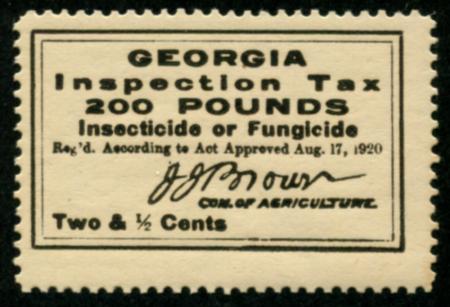 GEORGIA
Inspection Tax
200 POUNDS
Insecticide or Fungicide
Reg'd. According to Act Approved Aug. 17, 1920
J J Brown
COM. OF AGRICULTURE
Two & ½ Cents